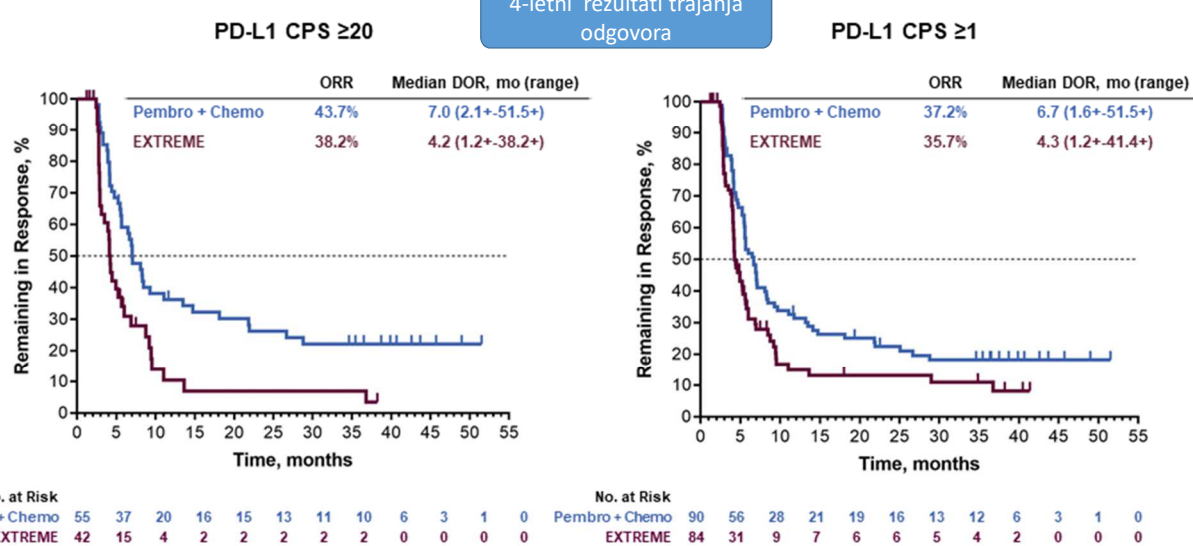 4-letni rezultati trajanja
odgovora
PD-L1 CPS ≥20
ORR Median DOR, mo (range)
Pembro + Chemo 43.7% 7.0 (2.1+-51.5+)
EXTREME 38.2% 4.2 (1.2+-38.2+)
Remaining in Response, %
100
90
80
70
60
50
40
30
20
10
0
0 5 10 15 20 25 30 35 40 45 50 55
Time, months
. at Risk
+ Chemo 55 37 20 16 15 13 11 10 6 3 1 0
EXTREME 42 15 4 2 2 2 2 2 0 0 0 0
PD-L1 CPS ≥1
ORR Median DOR, mo (range)
Pembro + Chemo 37.2% 6.7 (1.6+-51.5+)
EXTREME 35.7% 4.3 (1.2+-41.4+)
Remaining in Response, %
100
90
80
70
60
50
40
30
20
10
0
0 5 10 15 20 25 30 35 40 45 50 55
Time, months
No. at Risk
Pembro + Chemo 90 56 28 21 19 16 13 12 6 3 1 0
EXTREME 84 31 9 7 6 6 5 4 2 0 0 0